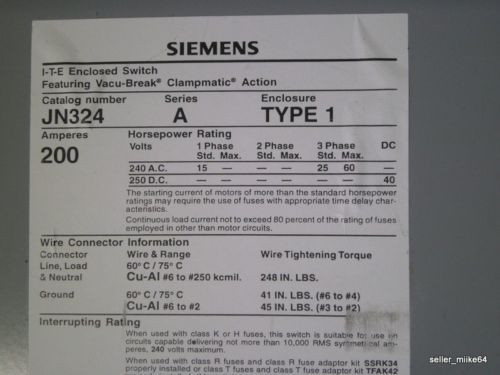 SIEMENS
I-T-E Enclosed Switch
Featuring Vacu-Break® Clampmatic® Action
Catalog number Series Enclosure
JN324 A TYPE 1
Amperes Horsepower Rating
200 Volts 1 Phase 2 Phase 3 Phase DC
Std. Max. Std. Max. Std. Max.
240 A.C. 15 — — — 25 60 —
250 D.C. — — — — — — 40
The starting current of motors of more than the standard horsepower
ratings may require the use of fuses with appropriate time delay char-
acteristics.
Continuous load current not to exceed 80 percent of the rating of fuses
employed in other than motor circuits.
Wire Connector Information
Connector Wire & Range Wire Tightening Torque
Line, Load 60°C / 75°C
& Neutral Cu-Al #6 to #250 kcmil. 248 IN. LBS.
Ground 60°C / 75°C 41 IN. LBS. (#6 to #4)
Cu-Al #6 to #2 45 IN. LBS. (#3 to #2)
Interrupting Rating
When used with class K or H fuses, this switch is suitable for use on
circuits capable delivering not more than 10,000 RMS symmetrical am-
peres, 240 volts maximum.
When used with class R fuses and class R fuse adaptor kit SSRK34
properly installed or class T fuses and class T fuse adaptor kit TFAK42
seller_miike64